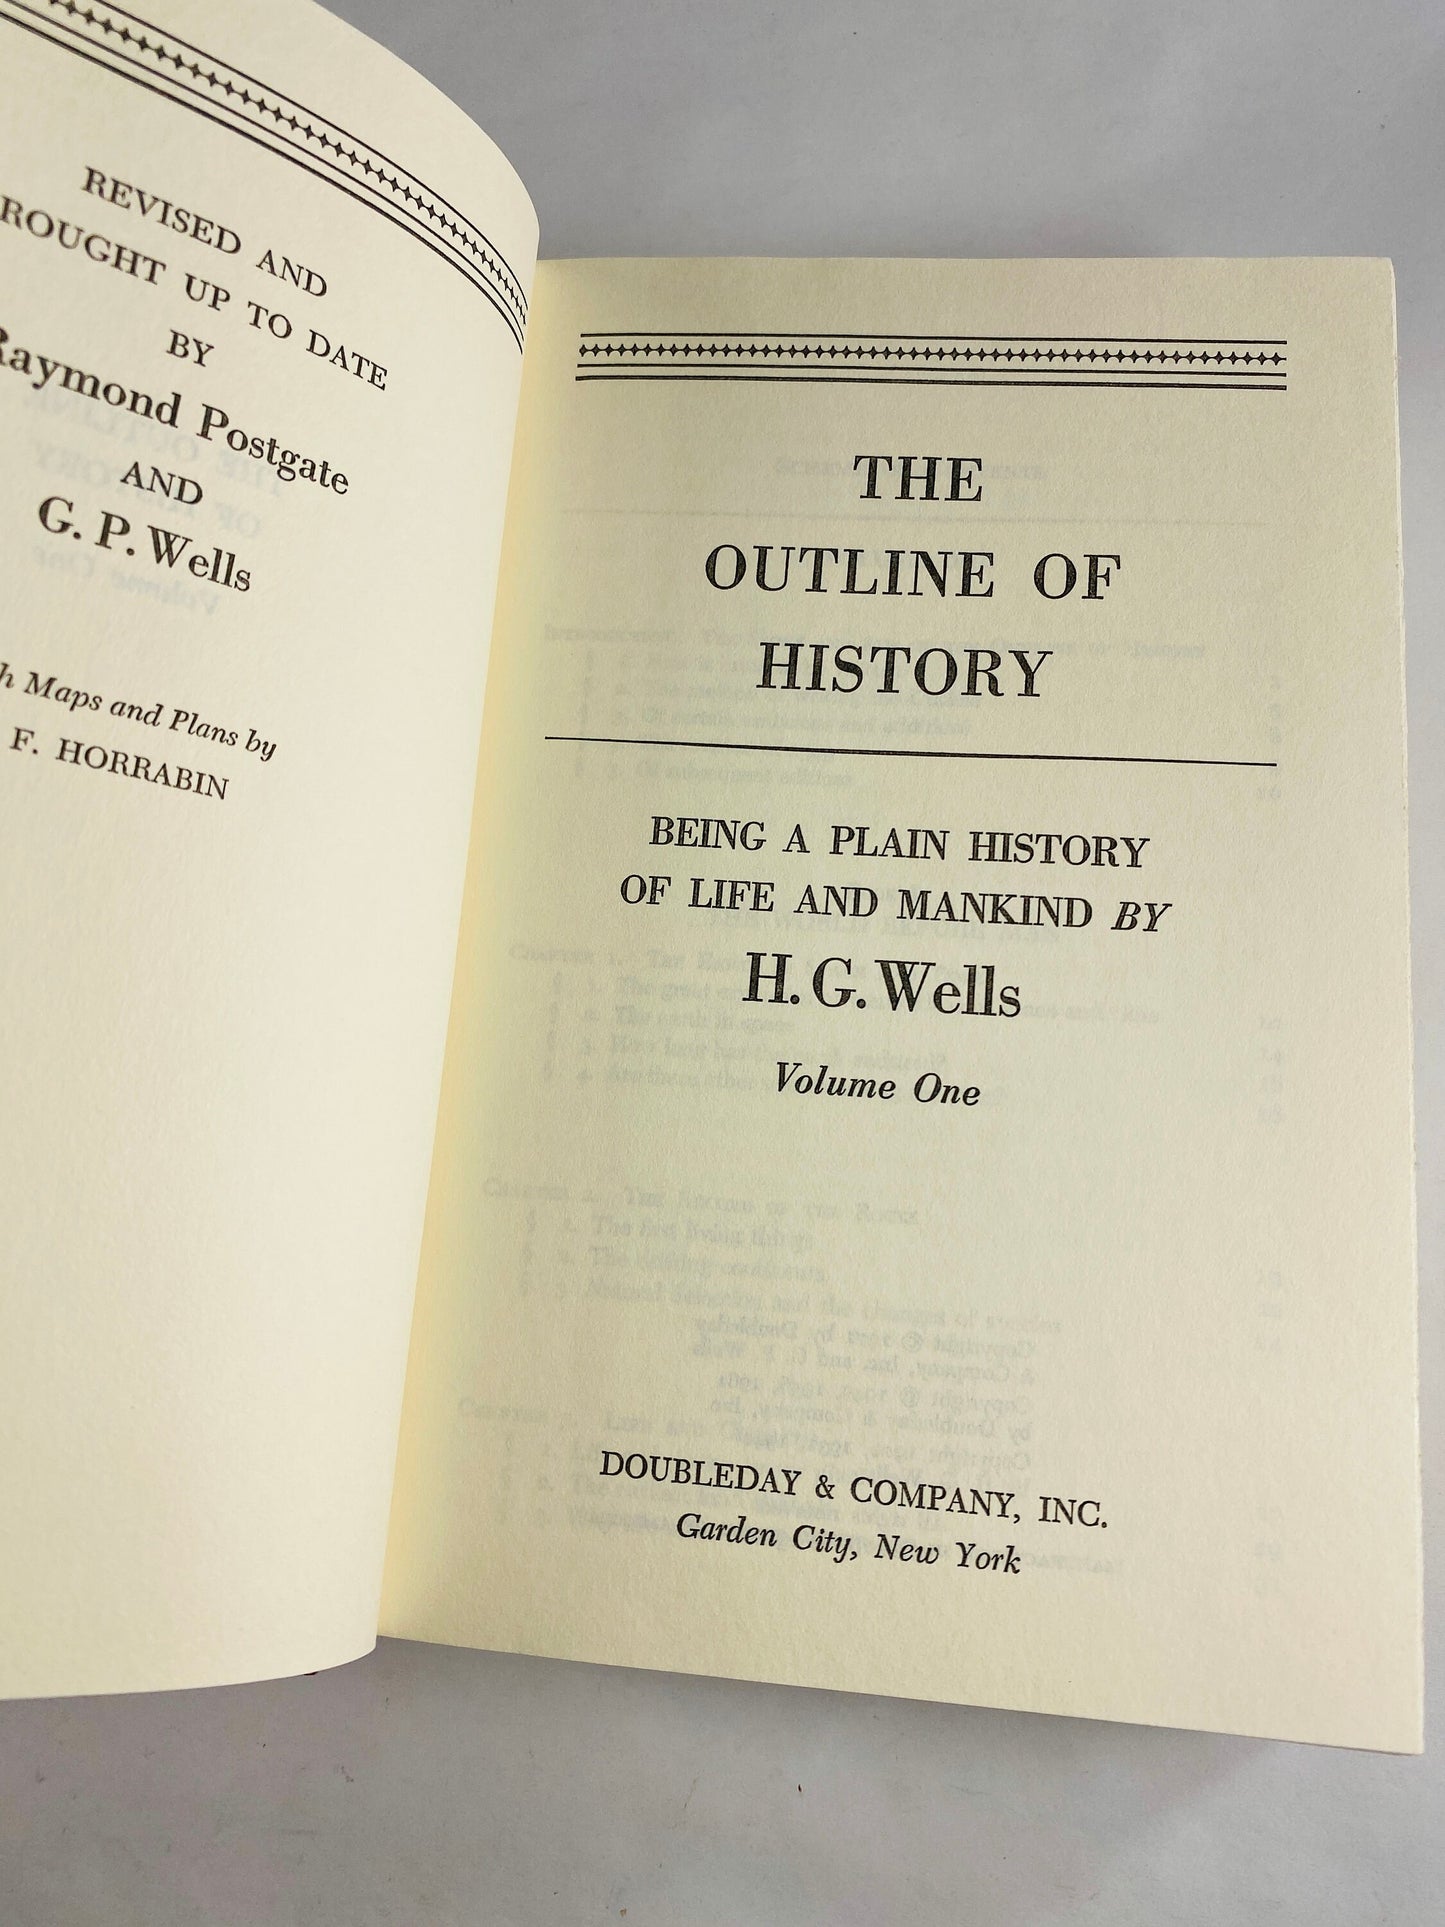 REVISED AND
ROUGHT UP TO DATE
BY
Raymond Postgate
AND
G. P. Wells
h Maps and Plans by
F. HORRABIN
THE
OUTLINE OF
HISTORY
BEING A PLAIN HISTORY
OF LIFE AND MANKIND BY
H. G. Wells
Volume One
DOUBLEDAY & COMPANY, INC.
Garden City, New York